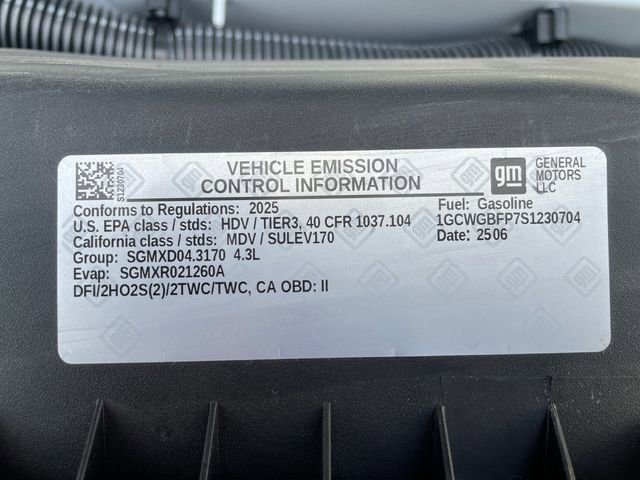 VEHICLE EMISSION
CONTROL INFORMATION
gm
GENERAL
MOTORS
LLC
S1230704
Conforms to Regulations: 2025
U.S. EPA class / stds: HDV / TIER3, 40 CFR 1037.104
California class / stds: MDV / SULEV170
Group: SGMXD04.3170 4.3L
Evap: SGMXR021260A
DFI/2HO2S(2)/2TWC/TWC, CA OBD: II
Fuel: Gasoline
1GCWGBFP7S1230704
Date: 2506